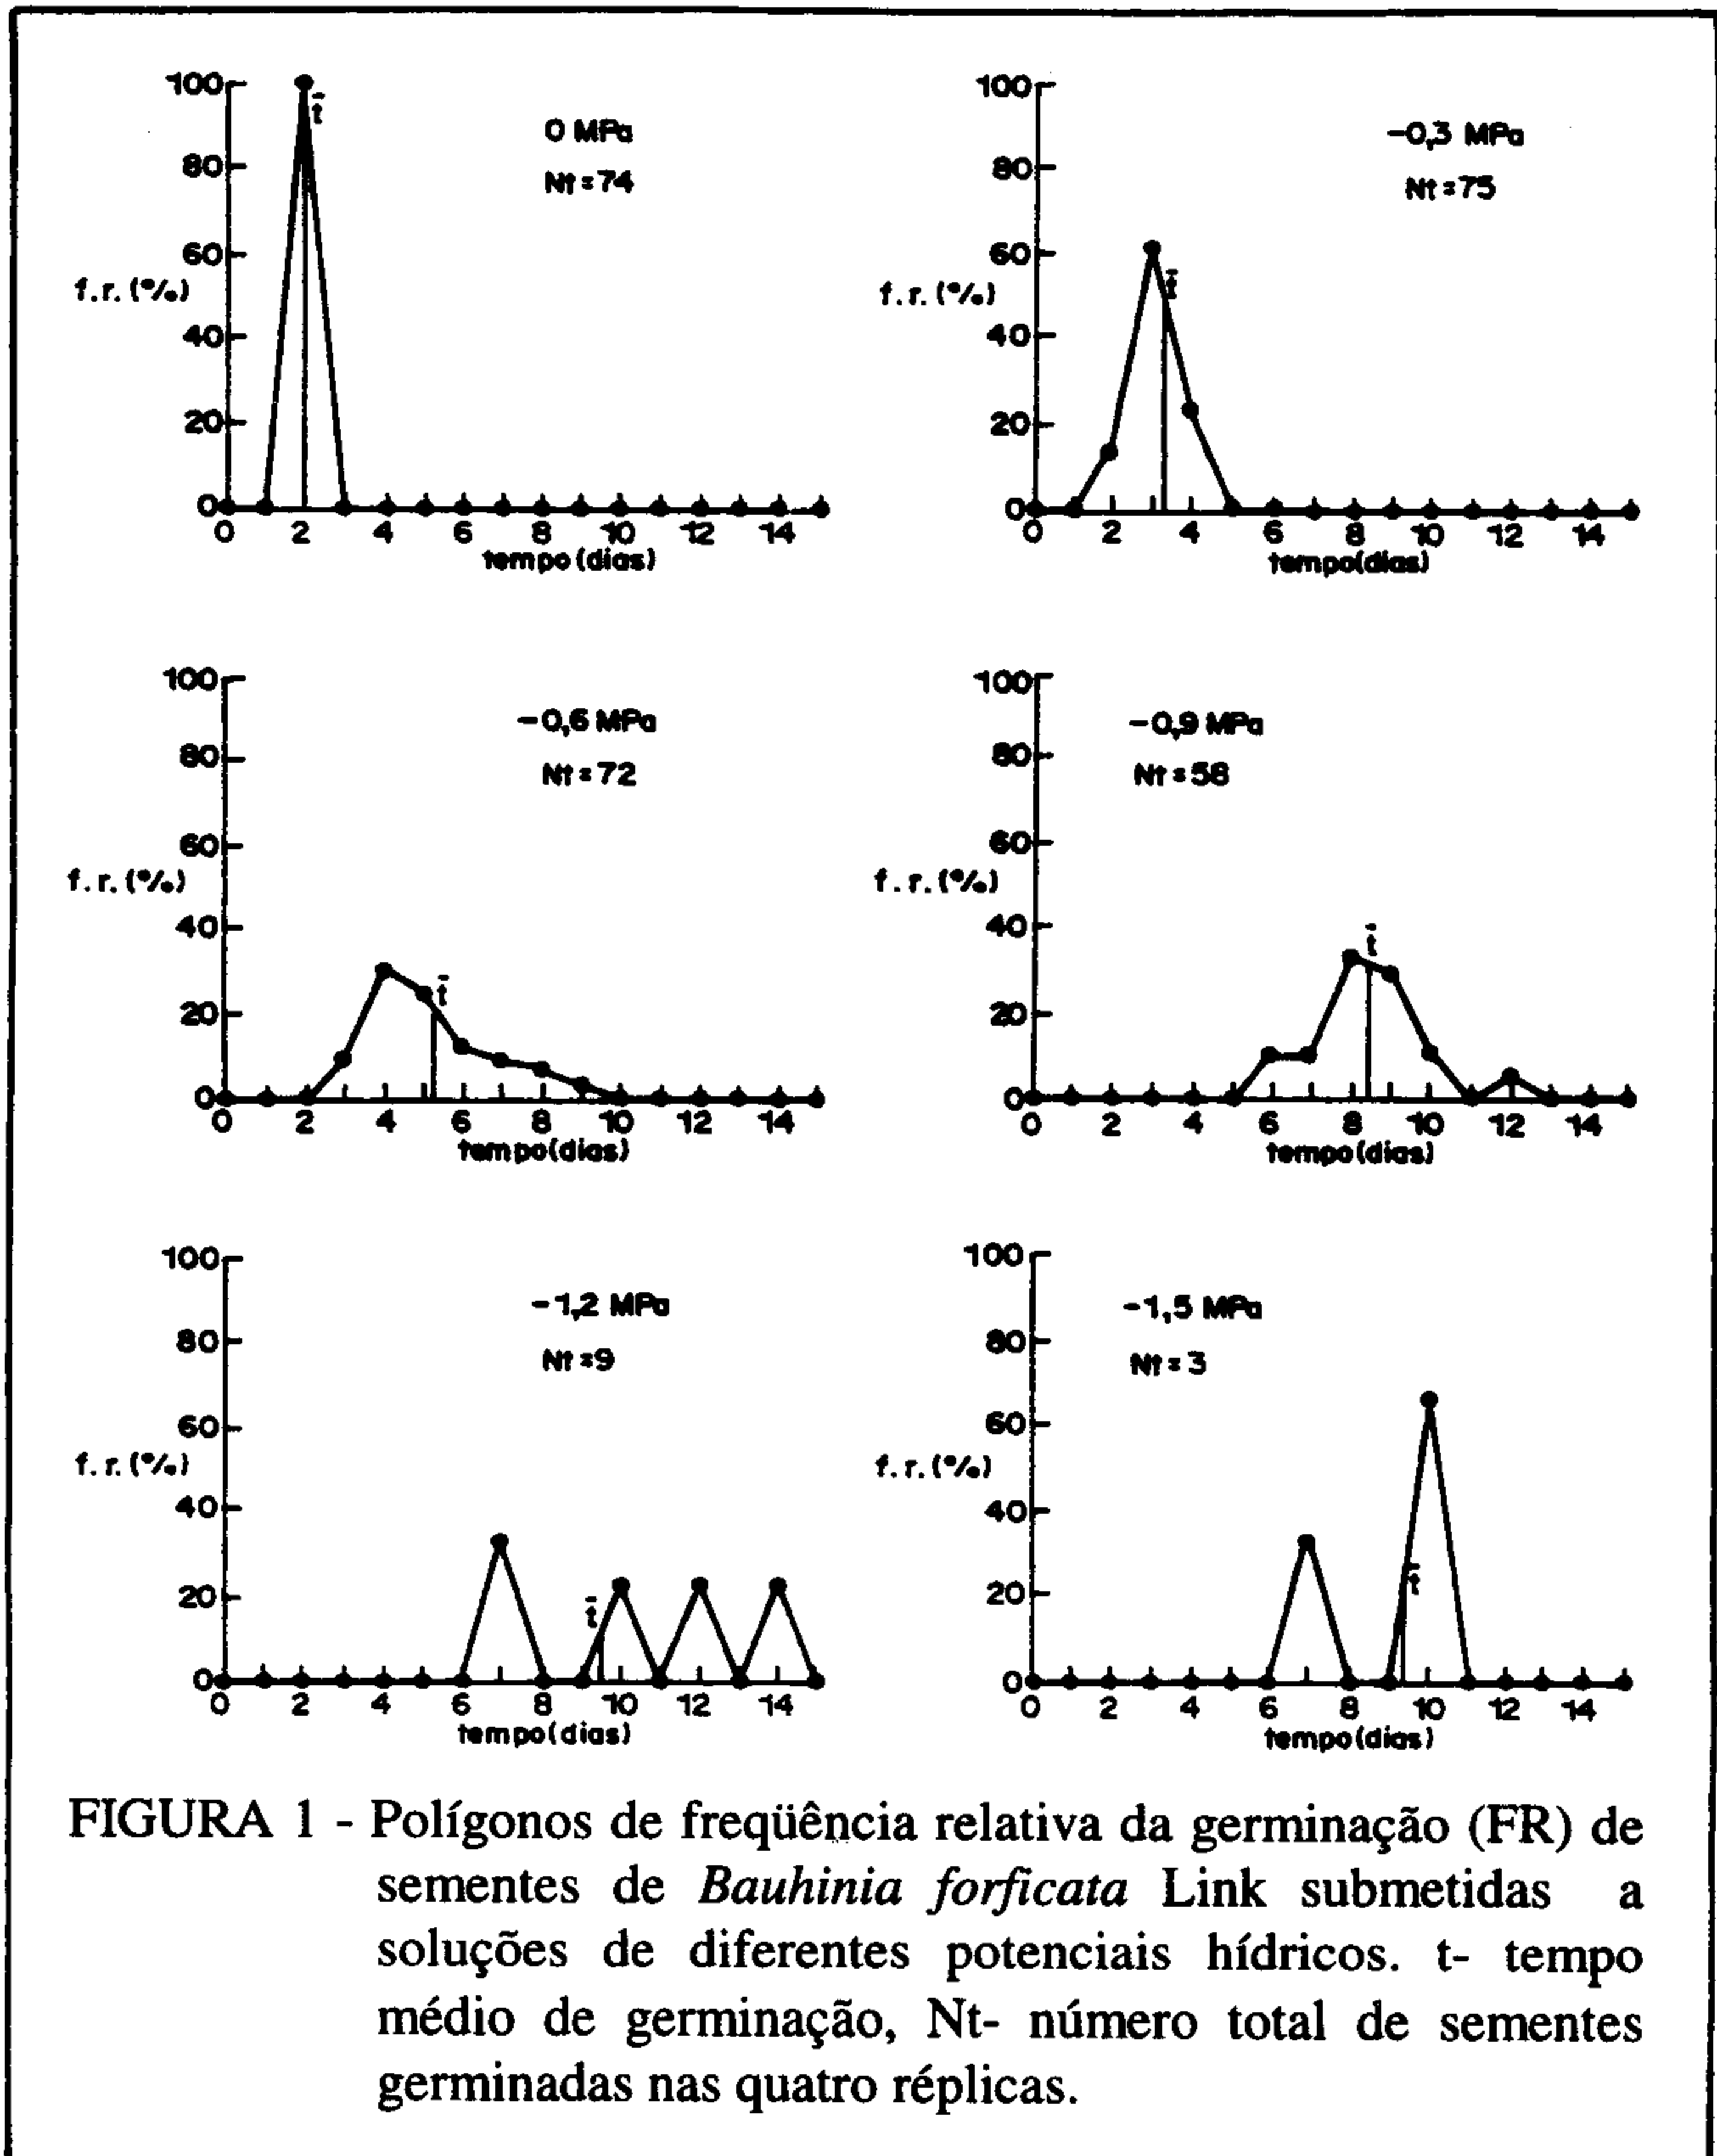 100
80
60
40
20
0
f.r.(%)
t̄
0 MPa
Nt=74
0 2 4 6 8 10 12 14
tempo(dias)
100
80
60
40
20
0
f.r.(%)
t̄
-0,3 MPa
Nt=75
0 2 4 6 8 10 12 14
tempo(dias)
100
80
60
40
20
0
f.r.(%)
t̄
-0,6 MPa
Nt=72
0 2 4 6 8 10 12 14
tempo(dias)
100
80
60
40
20
0
f.r.(%)
t̄
-0,9 MPa
Nt=58
0 2 4 6 8 10 12 14
tempo(dias)
100
80
60
40
20
0
f.r.(%)
t̄
-1,2 MPa
Nt=9
0 2 4 6 8 10 12 14
tempo(dias)
100
80
60
40
20
0
f.r.(%)
t̄
-1,5 MPa
Nt=3
0 2 4 6 8 10 12 14
tempo(dias)
FIGURA 1 - Polígonos de freqüência relativa da germinação (FR) de
sementes de Bauhinia forficata Link submetidas a
soluções de diferentes potenciais hídricos. t- tempo
médio de germinação, Nt- número total de sementes
germinadas nas quatro réplicas.